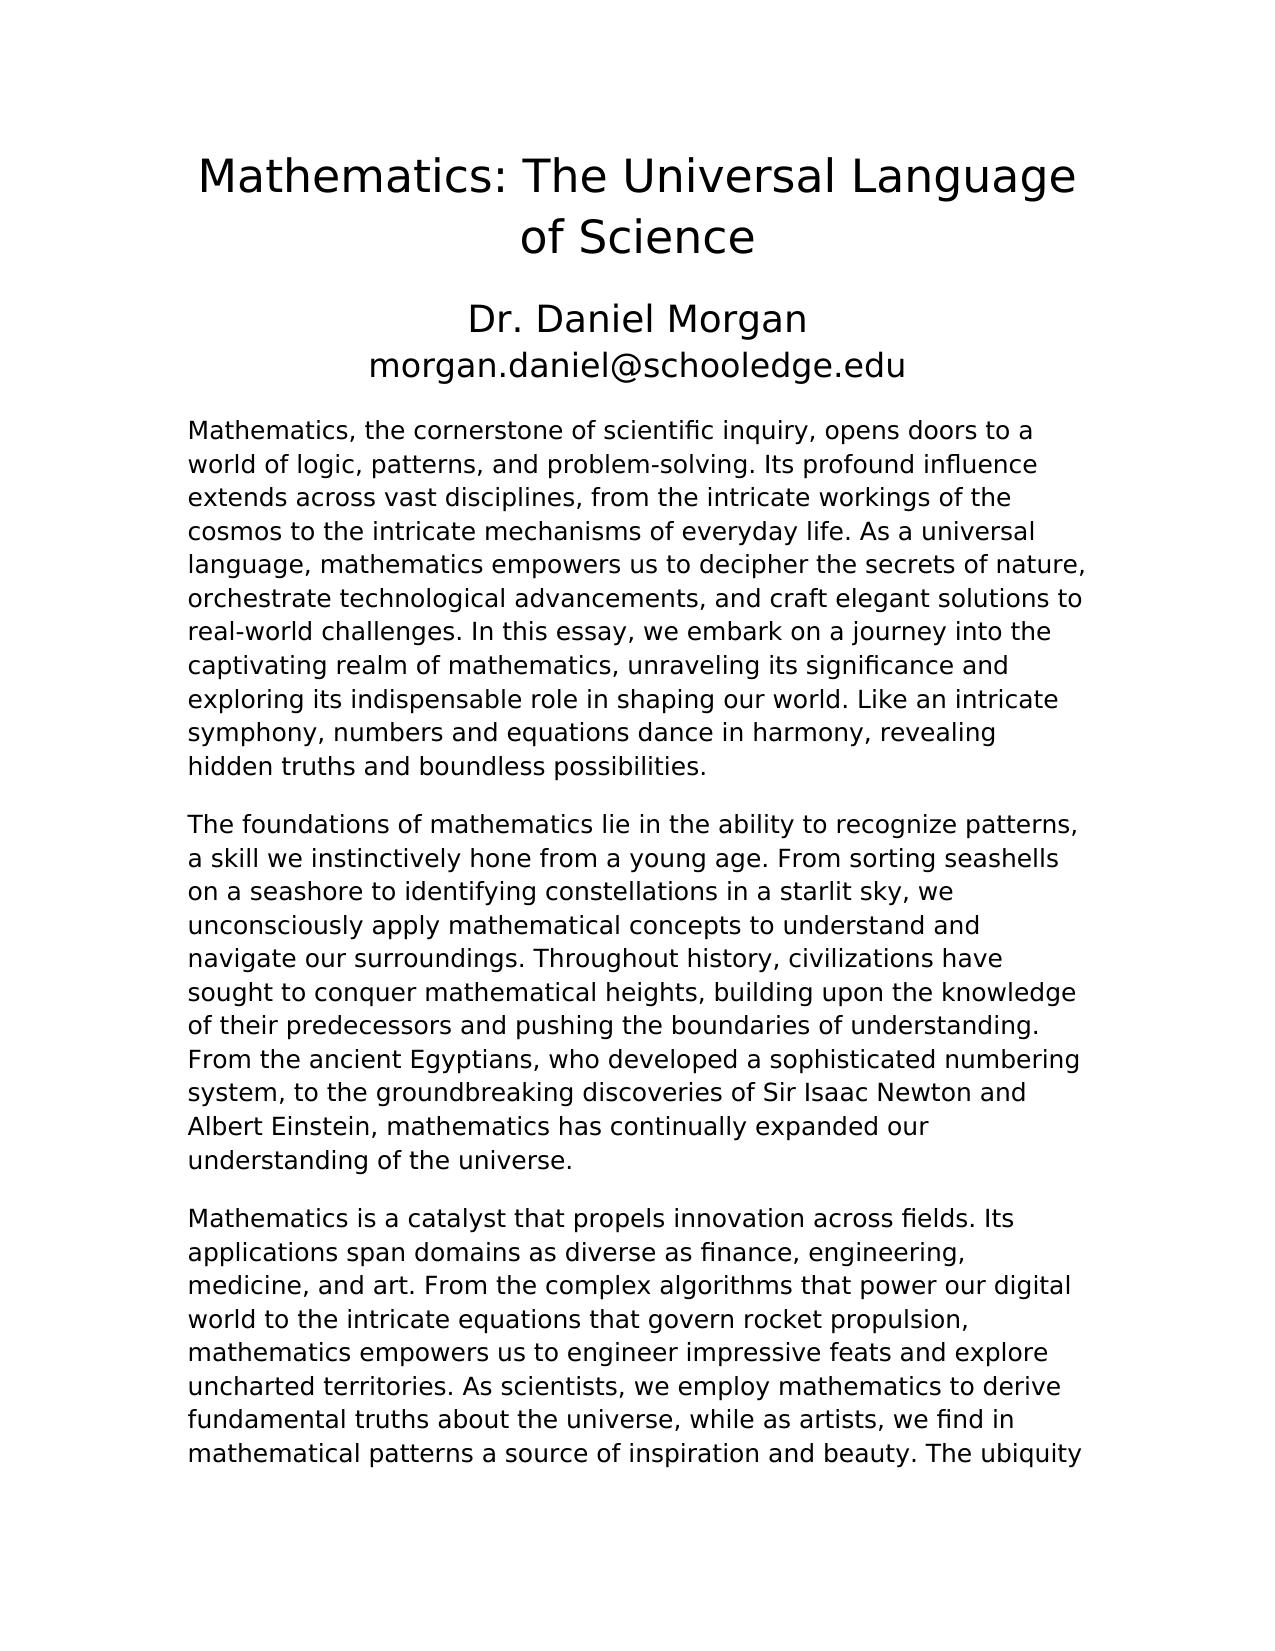 Mathematics: The Universal Language
of Science
Dr. Daniel Morgan
morgan.daniel@schooledge.edu
Mathematics, the cornerstone of scientific inquiry, opens doors to a
world of logic, patterns, and problem-solving. Its profound influence
extends across vast disciplines, from the intricate workings of the
cosmos to the intricate mechanisms of everyday life. As a universal
language, mathematics empowers us to decipher the secrets of nature,
orchestrate technological advancements, and craft elegant solutions to
real-world challenges. In this essay, we embark on a journey into the
captivating realm of mathematics, unraveling its significance and
exploring its indispensable role in shaping our world. Like an intricate
symphony, numbers and equations dance in harmony, revealing
hidden truths and boundless possibilities.
The foundations of mathematics lie in the ability to recognize patterns,
a skill we instinctively hone from a young age. From sorting seashells
on a seashore to identifying constellations in a starlit sky, we
unconsciously apply mathematical concepts to understand and
navigate our surroundings. Throughout history, civilizations have
sought to conquer mathematical heights, building upon the knowledge
of their predecessors and pushing the boundaries of understanding.
From the ancient Egyptians, who developed a sophisticated numbering
system, to the groundbreaking discoveries of Sir Isaac Newton and
Albert Einstein, mathematics has continually expanded our
understanding of the universe.
Mathematics is a catalyst that propels innovation across fields. Its
applications span domains as diverse as finance, engineering,
medicine, and art. From the complex algorithms that power our digital
world to the intricate equations that govern rocket propulsion,
mathematics empowers us to engineer impressive feats and explore
uncharted territories. As scientists, we employ mathematics to derive
fundamental truths about the universe, while as artists, we find in
mathematical patterns a source of inspiration and beauty. The ubiquity